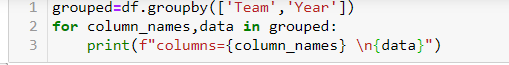 1 grouped=df.groupby(['Team','Year'])
2 for column_names,data in grouped:
3     print(f"columns={column_names} \n{data}")